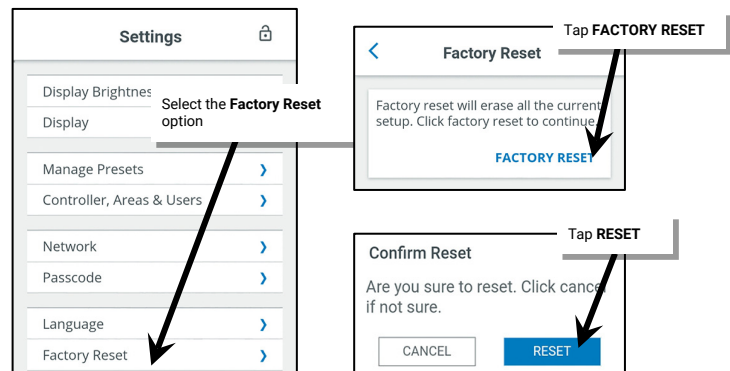 Settings
Display Brightnes
Display
Select the Factory Reset
option
Manage Presets
Controller, Areas & Users
Network
Passcode
Language
Factory Reset
Tap FACTORY RESET
Factory Reset
Factory reset will erase all the current
setup. Click factory reset to continue.
FACTORY RESET
Tap RESET
Confirm Reset
Are you sure to reset. Click cancel
if not sure.
CANCEL
RESET